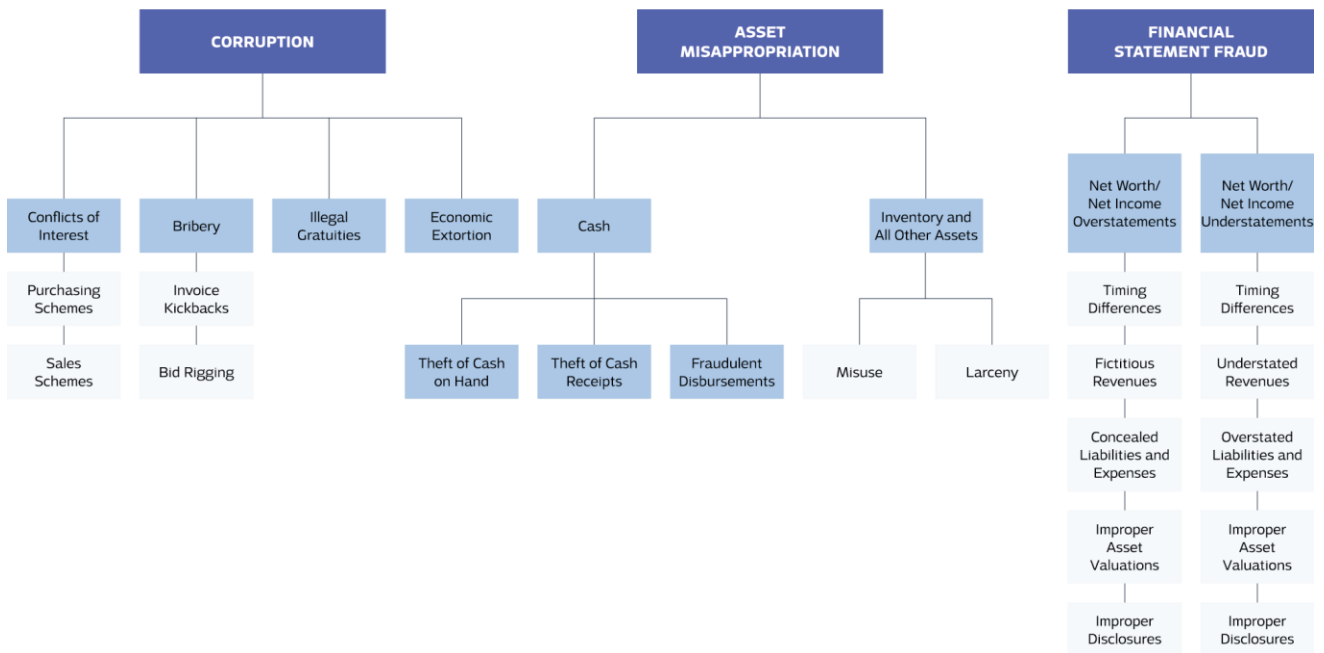 CORRUPTION
ASSET
MISAPPROPRIATION
FINANCIAL
STATEMENT FRAUD
Conflicts of
Interest
Purchasing
Schemes
Sales
Schemes
Bribery
Invoice
Kickbacks
Bid Rigging
Illegal
Gratuities
Economic
Extortion
Cash
Theft of Cash
on Hand
Theft of Cash
Receipts
Fraudulent
Disbursements
Inventory and
All Other Assets
Misuse
Larceny
Net Worth/
Net Income
Overstatements
Timing
Differences
Fictitious
Revenues
Concealed
Liabilities and
Expenses
Improper
Asset
Valuations
Improper
Disclosures
Net Worth/
Net Income
Understatements
Timing
Differences
Understated
Revenues
Overstated
Liabilities and
Expenses
Improper
Asset
Valuations
Improper
Disclosures